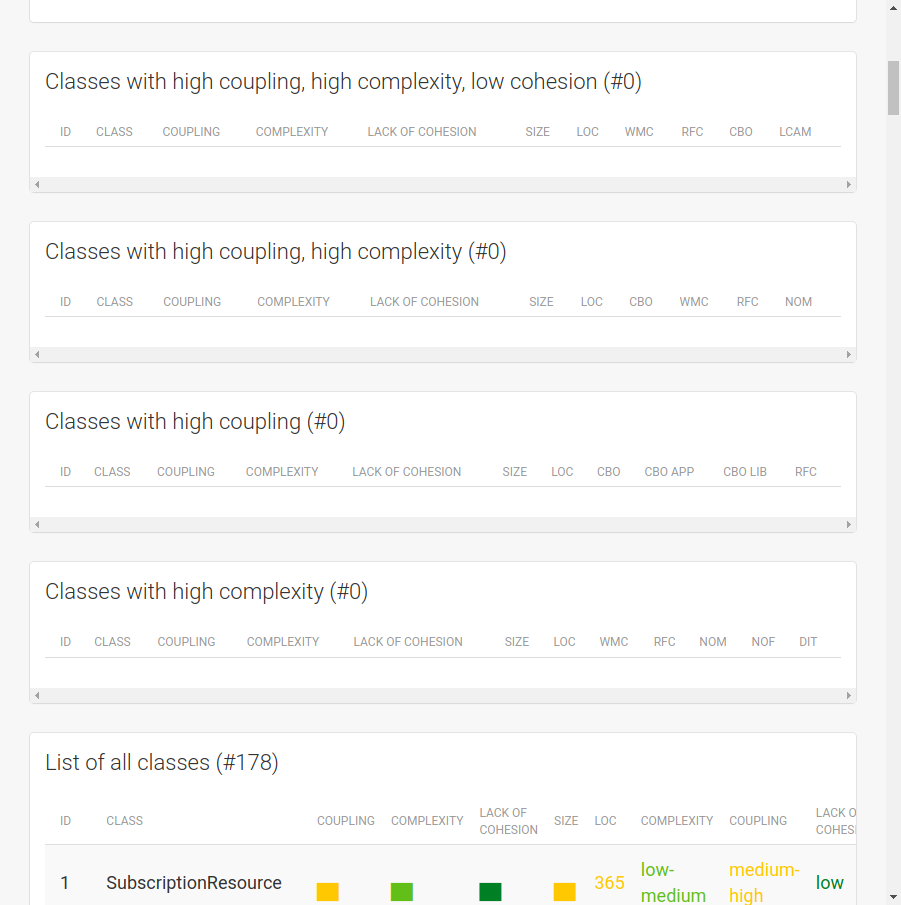 Classes with high coupling, high complexity, low cohesion (#0)
ID CLASS COUPLING COMPLEXITY LACK OF COHESION SIZE LOC WMC RFC CBO LCAM
Classes with high coupling, high complexity (#0)
ID CLASS COUPLING COMPLEXITY LACK OF COHESION SIZE LOC CBO WMC RFC NOM
Classes with high coupling (#0)
ID CLASS COUPLING COMPLEXITY LACK OF COHESION SIZE LOC CBO CBO APP CBO LIB RFC
Classes with high complexity (#0)
ID CLASS COUPLING COMPLEXITY LACK OF COHESION SIZE LOC WMC RFC NOM NOF DIT
List of all classes (#178)
ID CLASS COUPLING COMPLEXITY LACK OF COHESION SIZE LOC COMPLEXITY COUPLING LACK
1 SubscriptionResource 365 low-medium medium-high low